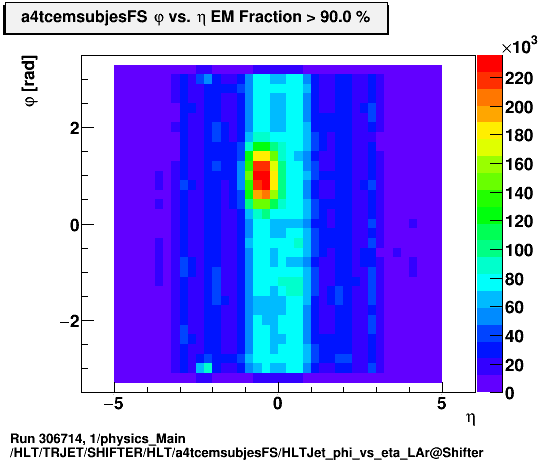 a4tcemsubjesFS φ vs. η EM Fraction > 90.0 %
φ [rad]
×10³
220
200
180
160
140
120
100
80
60
40
20
0
2
0
−2
−5 0 5
η
Run 306714, 1/physics_Main
/HLT/TRJET/SHIFTER/HLT/a4tcemsubjesFS/HLTJet_phi_vs_eta_LAr@Shifter